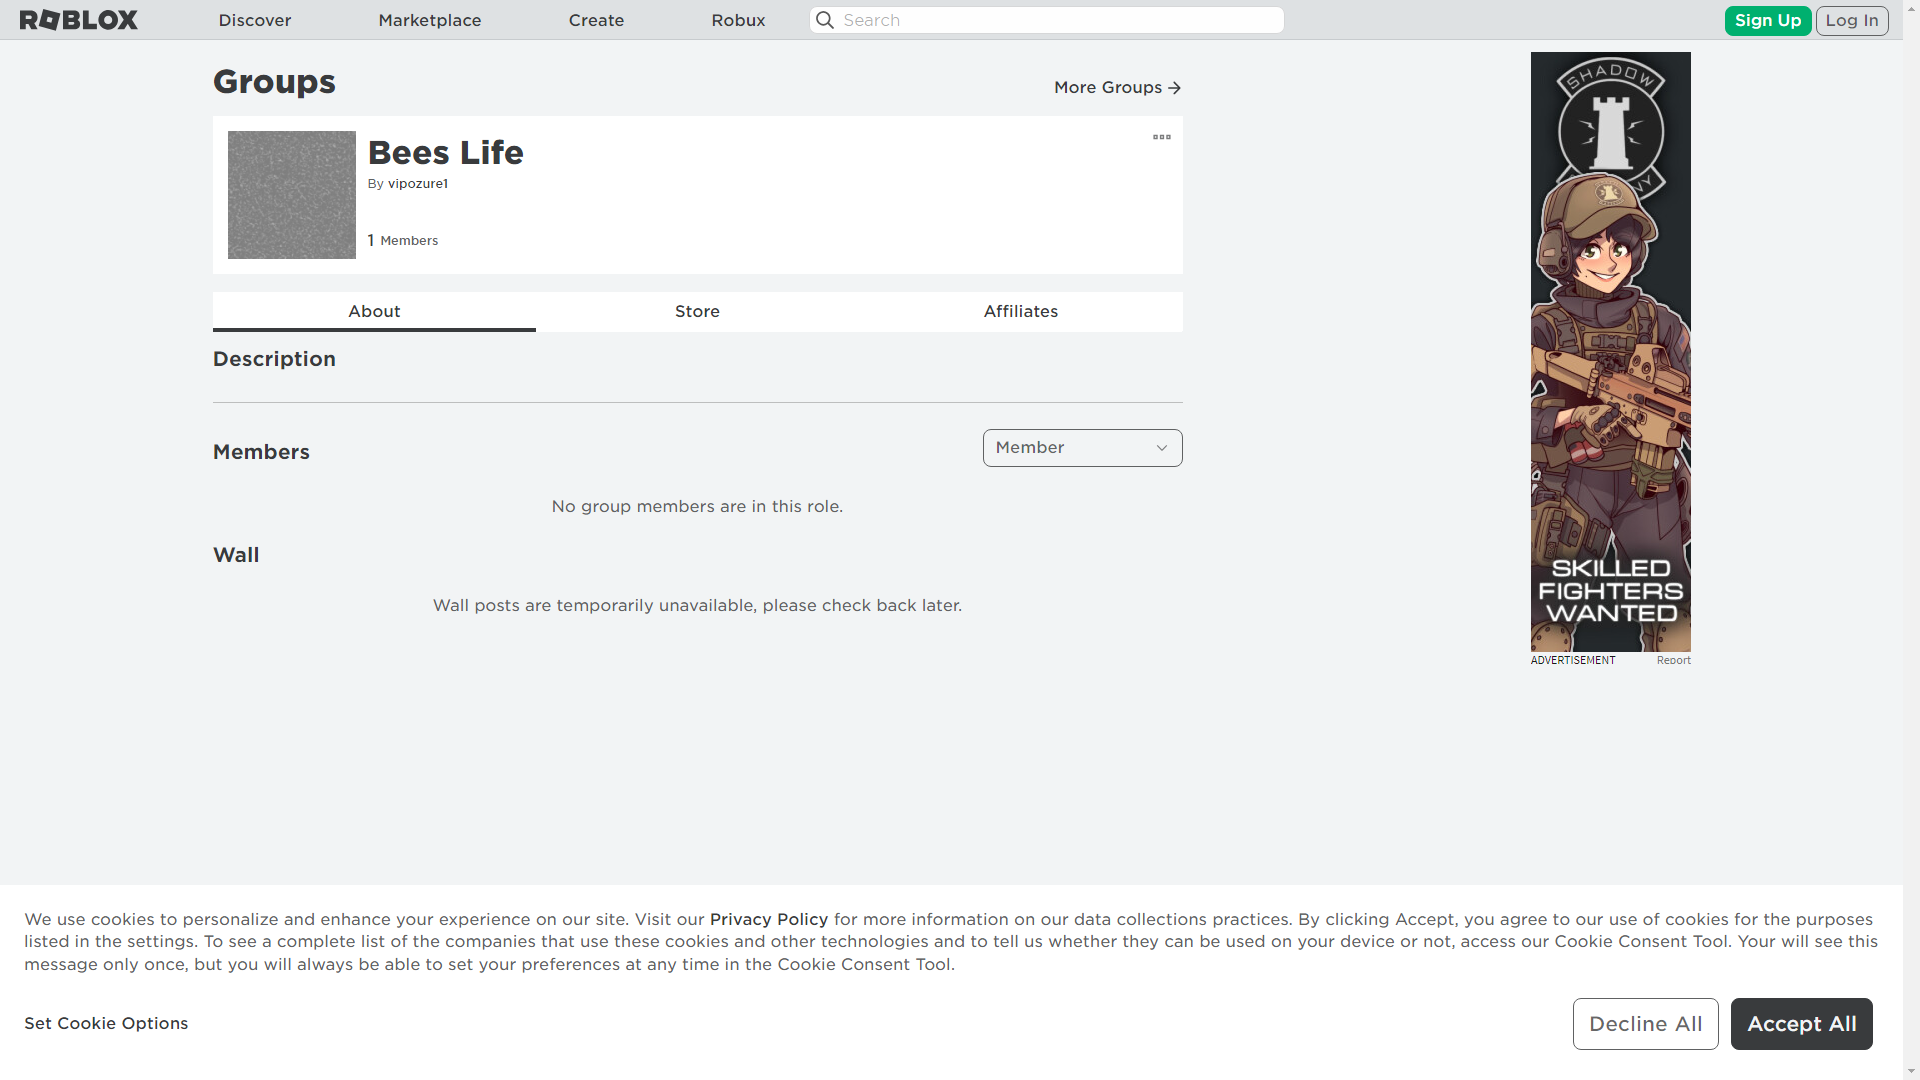 ROBLOX
Discover
Marketplace
Create
Robux
Search
Sign Up
Log In
Groups
More Groups
Bees Life
By vipozure1
1 Members
About
Store
Affiliates
Description
Members
Member
No group members are in this role.
Wall
Wall posts are temporarily unavailable, please check back later.
SHADOW
NY
SKILLED
FIGHTERS
WANTED
ADVERTISEMENT
Report
We use cookies to personalize and enhance your experience on our site. Visit our Privacy Policy for more information on our data collections practices. By clicking Accept, you agree to our use of cookies for the purposes
listed in the settings. To see a complete list of the companies that use these cookies and other technologies and to tell us whether they can be used on your device or not, access our Cookie Consent Tool. Your will see this
message only once, but you will always be able to set your preferences at any time in the Cookie Consent Tool.
Set Cookie Options
Decline All
Accept All